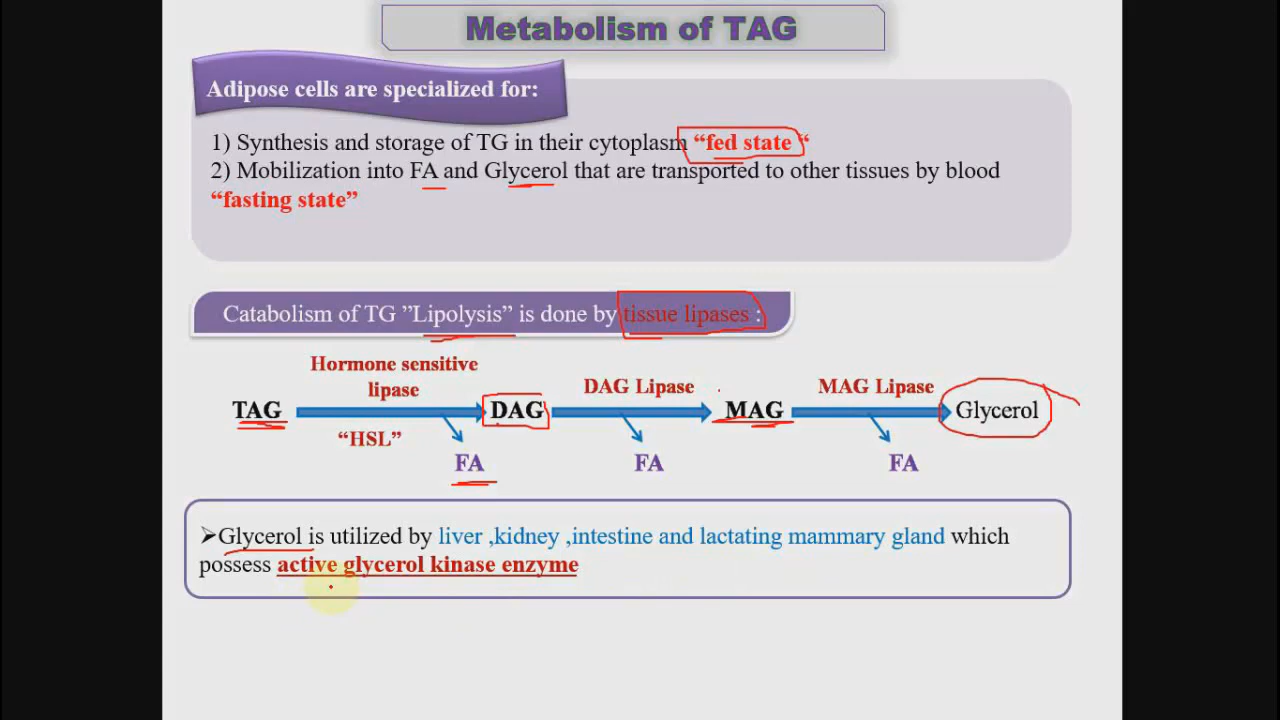 Metabolism of TAG
Adipose cells are specialized for:
1) Synthesis and storage of TG in their cytoplasm “fed state “
2) Mobilization into FA and Glycerol that are transported to other tissues by blood
“fasting state”
Catabolism of TG ”Lipolysis” is done by tissue lipases :
Hormone sensitive
lipase
DAG Lipase
MAG Lipase
TAG
DAG
MAG
Glycerol
“HSL”
FA
FA
FA
➢Glycerol is utilized by liver ,kidney ,intestine and lactating mammary gland which
possess active glycerol kinase enzyme